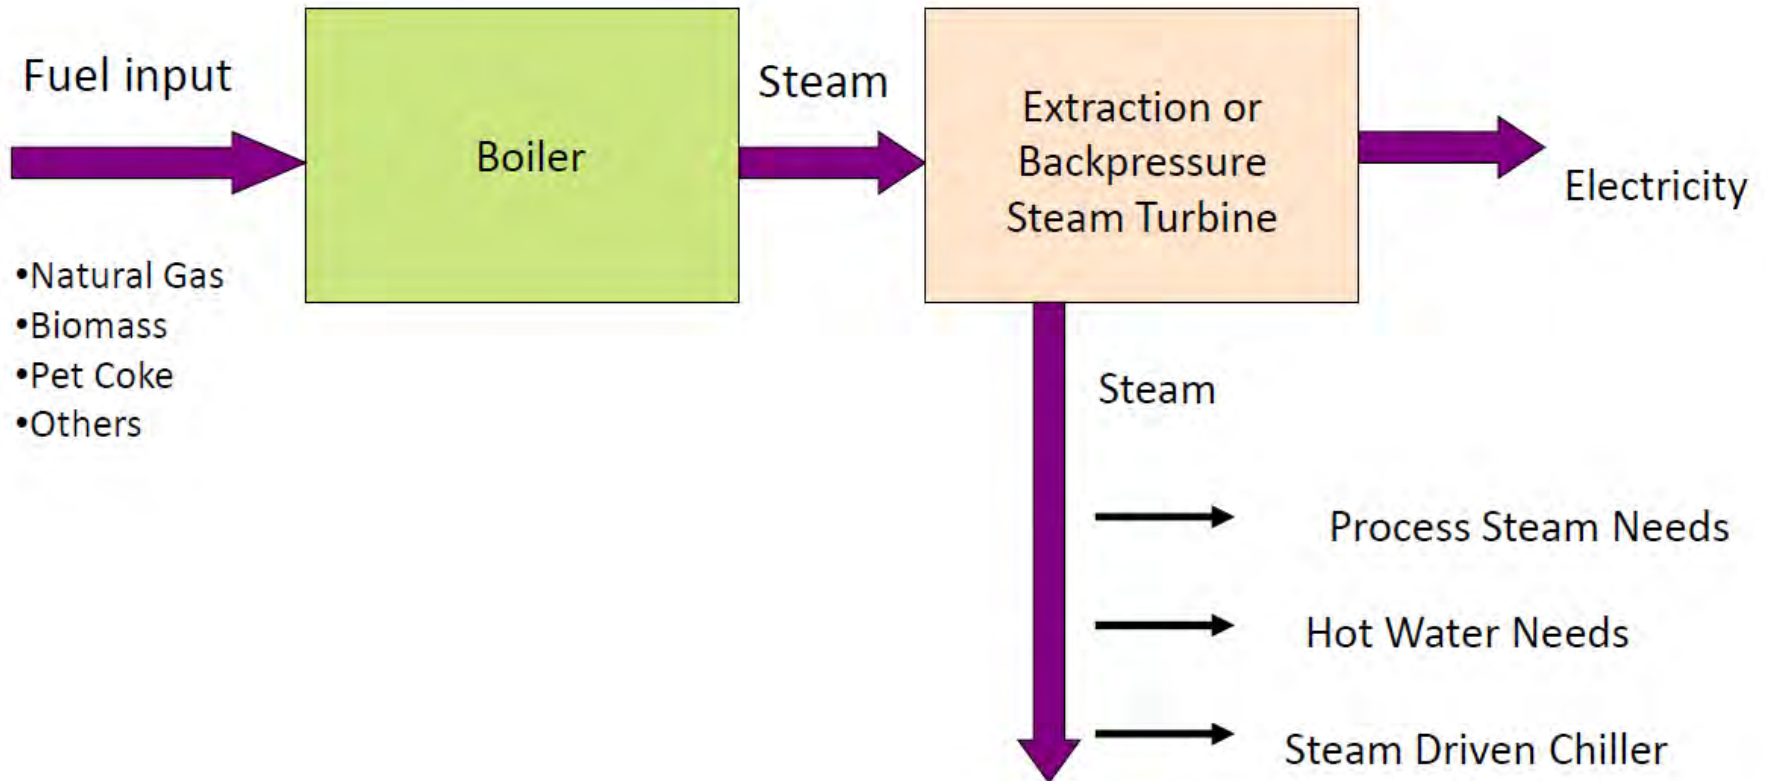 Fuel input
•Natural Gas
•Biomass
•Pet Coke
•Others
Boiler
Steam
Extraction or
Backpressure
Steam Turbine
Electricity
Steam
Process Steam Needs
Hot Water Needs
Steam Driven Chiller